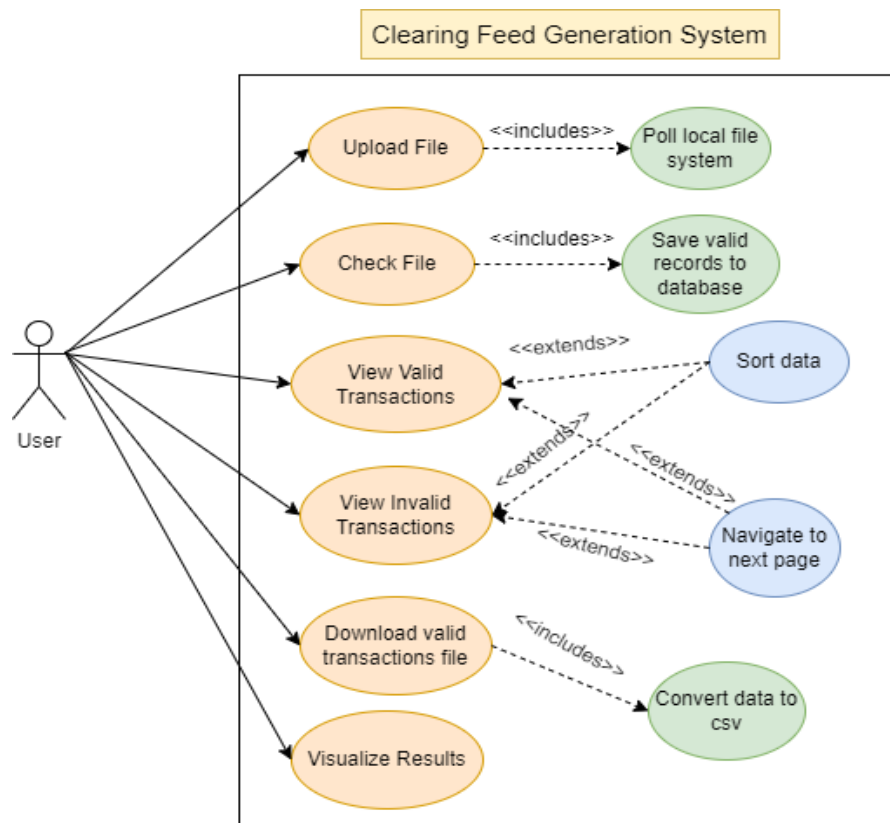 Clearing Feed Generation System
Upload File
<<includes>>
Poll local file
system
Check File
<<includes>>
Save valid
records to
database
User
View Valid
Transactions
<<extends>>
Sort data
<<extends>>
<<extends>>
View Invalid
Transactions
<<extends>>
Navigate to
next page
Download valid
transactions file
<<includes>>
Convert data to
csv
Visualize Results